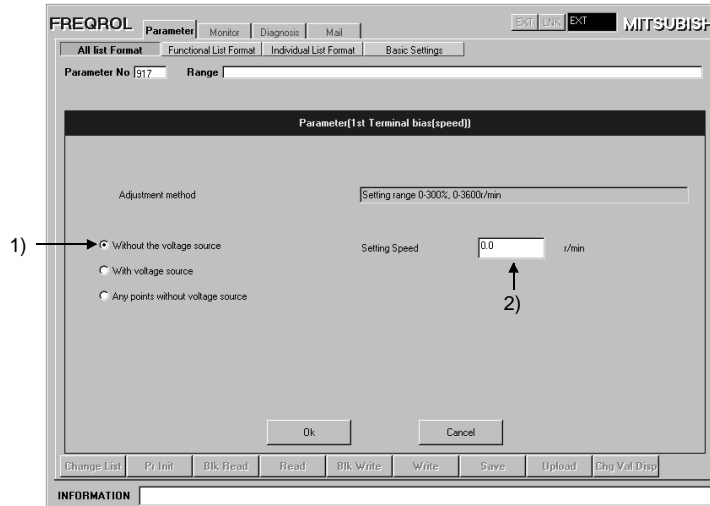 FREQROL Parameter Monitor Diagnosis Mail EXT LNK EXT MITSUBISH
All list Format Functional List Format Individual List Format Basic Settings
Parameter No 917 Range
Parameter(1st Terminal bias(speed))
Adjustment method Setting range 0-300%, 0-3600r/min
1) Without the voltage source Setting Speed 0.0 r/min
With voltage source
Any points without voltage source
2)
Ok Cancel
Change List Pr Init Blk Read Read Blk Write Write Save Upload Chg Val Disp
INFORMATION